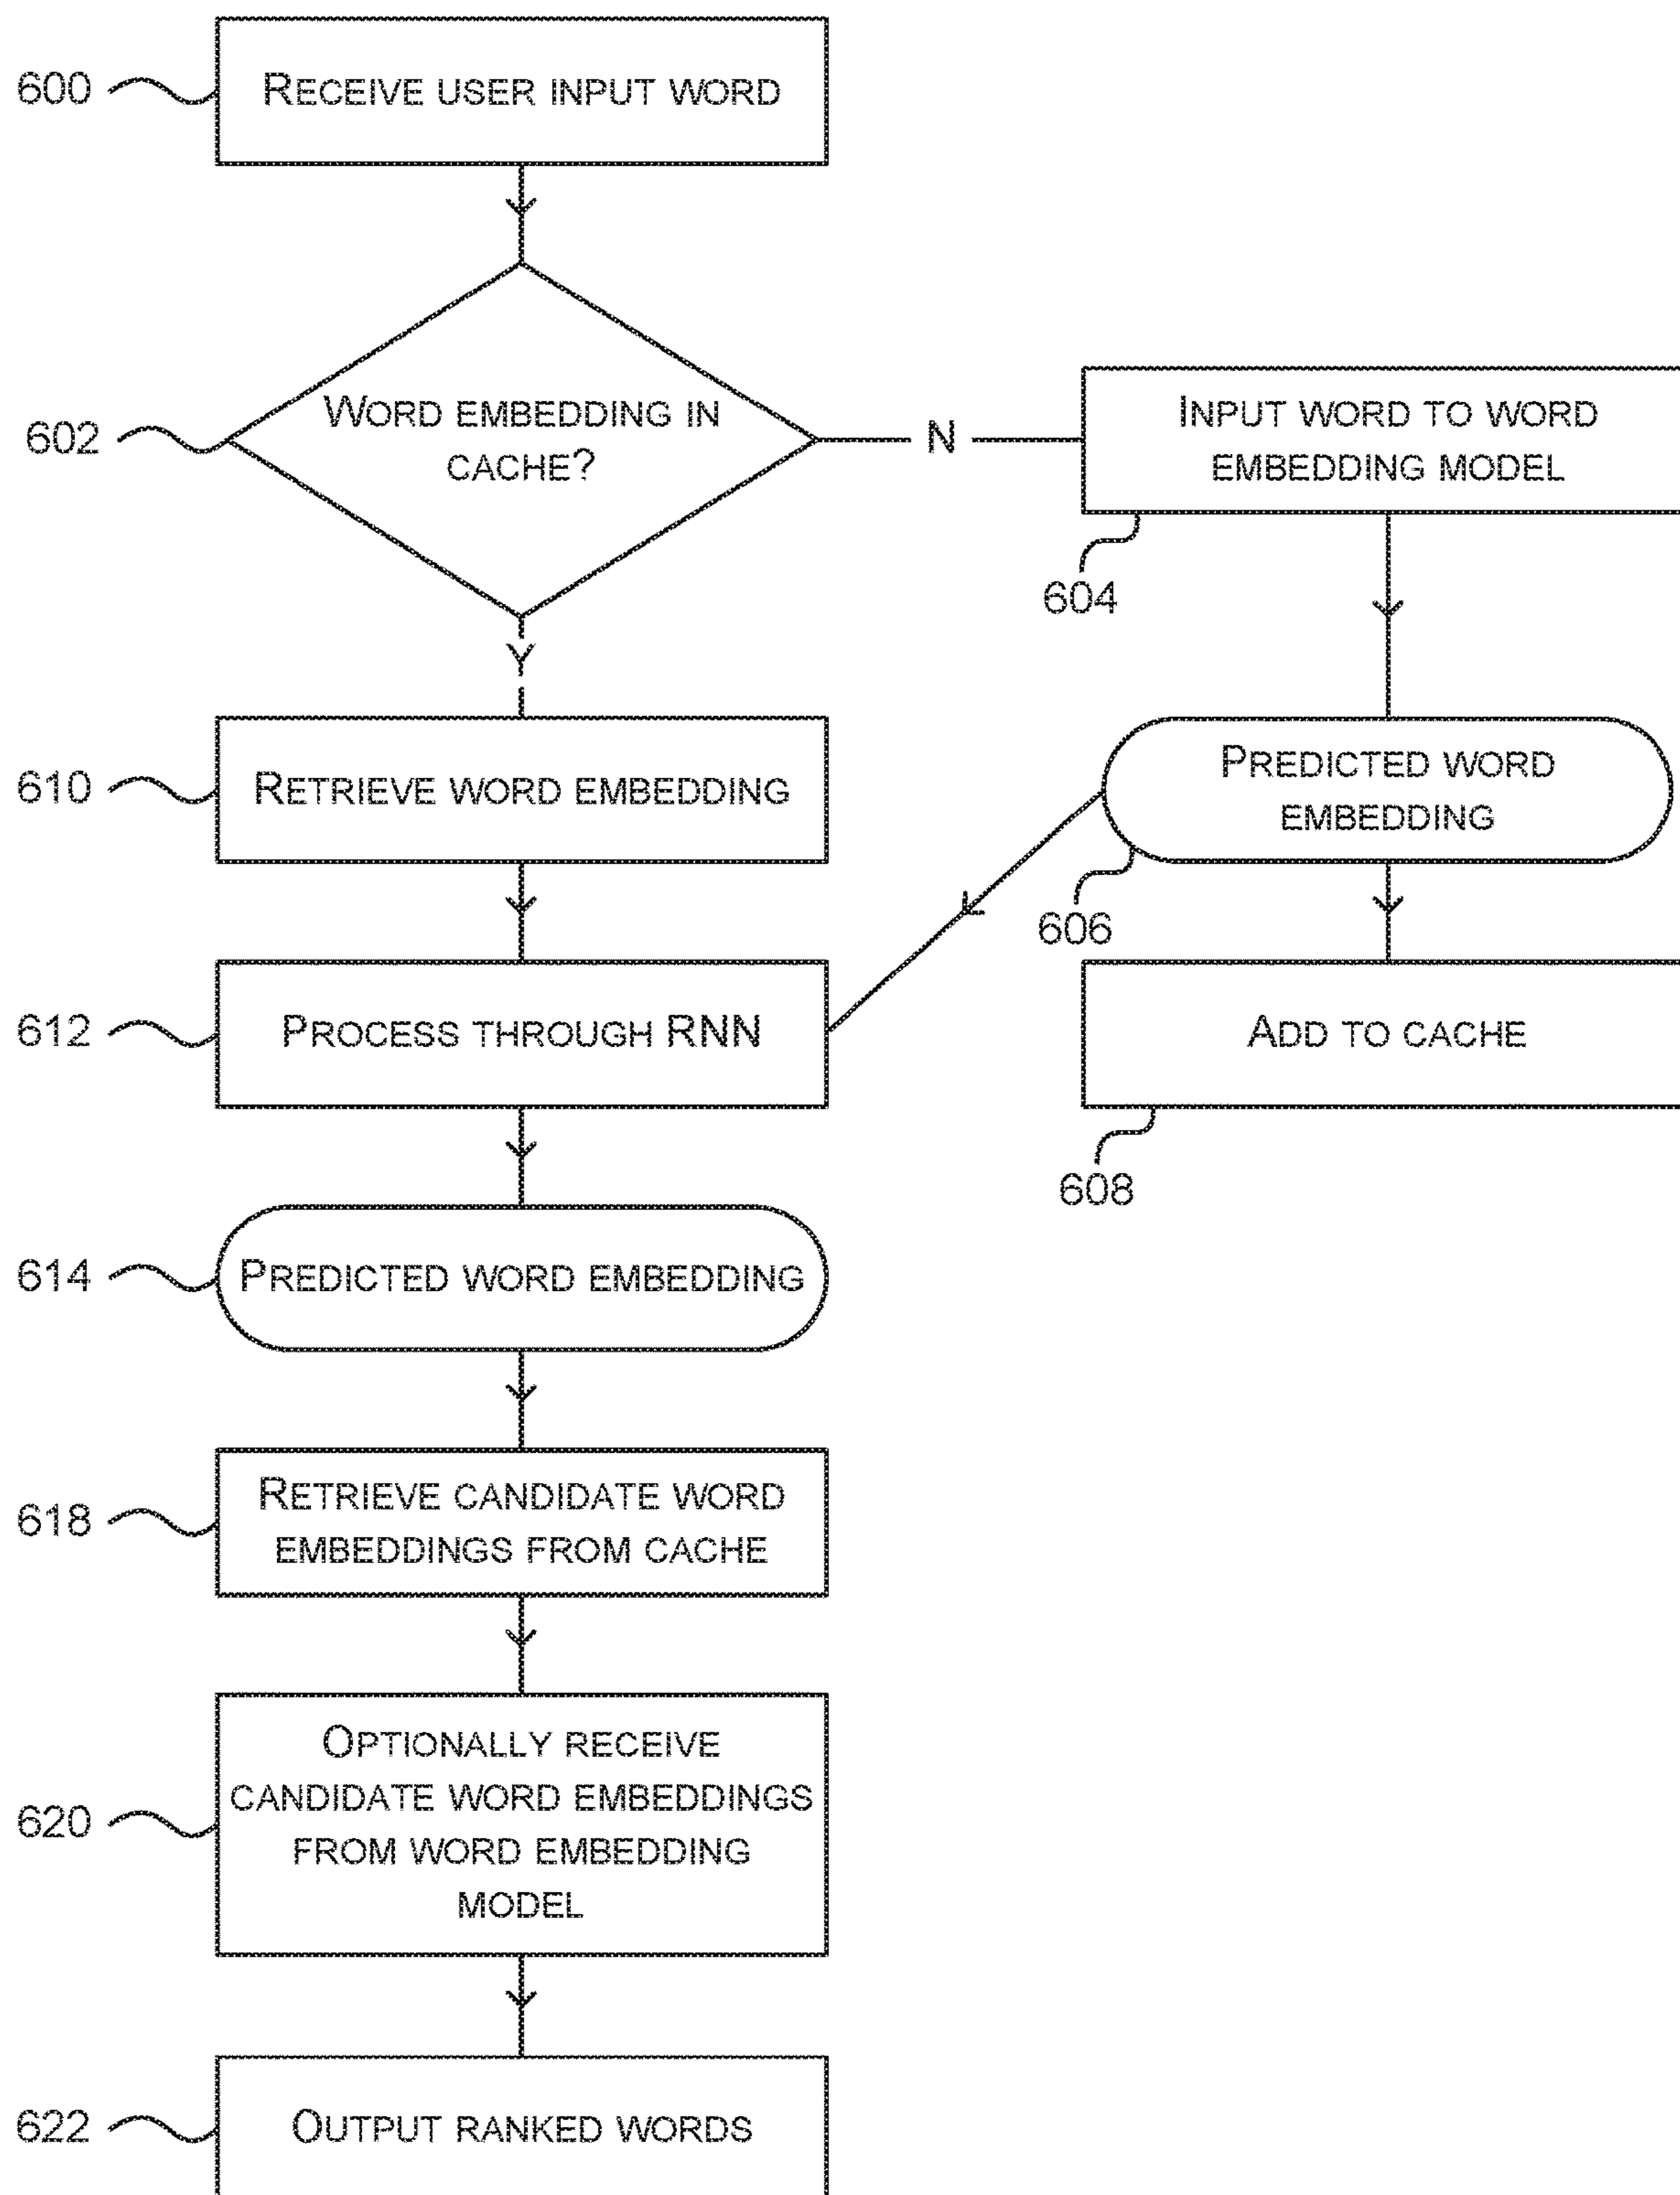 600
RECEIVE USER INPUT WORD
602
WORD EMBEDDING IN
CACHE?
N
INPUT WORD TO WORD
EMBEDDING MODEL
604
Y
610
RETRIEVE WORD EMBEDDING
PREDICTED WORD
EMBEDDING
606
612
PROCESS THROUGH RNN
ADD TO CACHE
608
614
PREDICTED WORD EMBEDDING
618
RETRIEVE CANDIDATE WORD
EMBEDDINGS FROM CACHE
620
OPTIONALLY RECEIVE
CANDIDATE WORD EMBEDDINGS
FROM WORD EMBEDDING
MODEL
622
OUTPUT RANKED WORDS